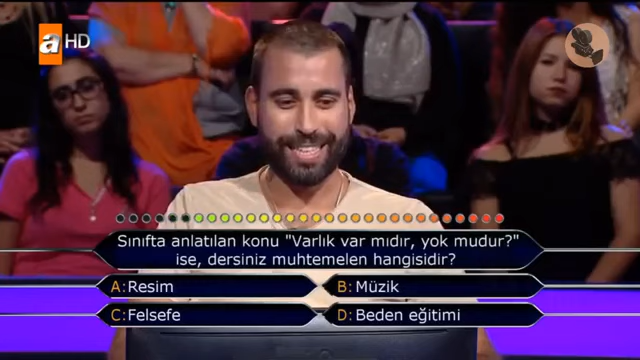 a HD
Sınıfta anlatılan konu "Varlık var mıdır, yok mudur?"
ise, dersiniz muhtemelen hangisidir?
A: Resim
B: Müzik
C: Felsefe
D: Beden eğitimi